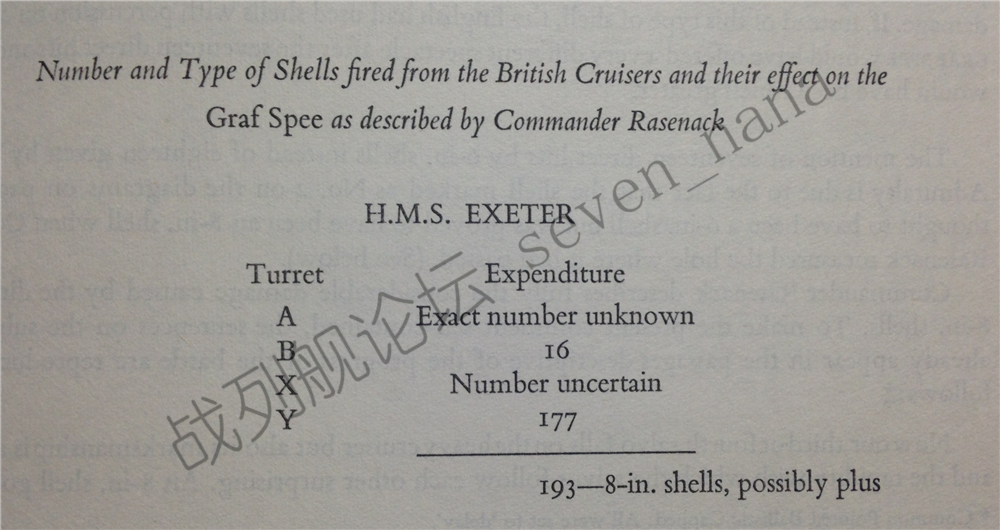 Number and Type of Shells fired from the British Cruisers and their effect on the
Graf Spee as described by Commander Rasenack
H.M.S. EXETER
Turret Expenditure
A Exact number unknown
B 16
X Number uncertain
Y 177
193—8-in. shells, possibly plus
战列舰论坛 seven_nana